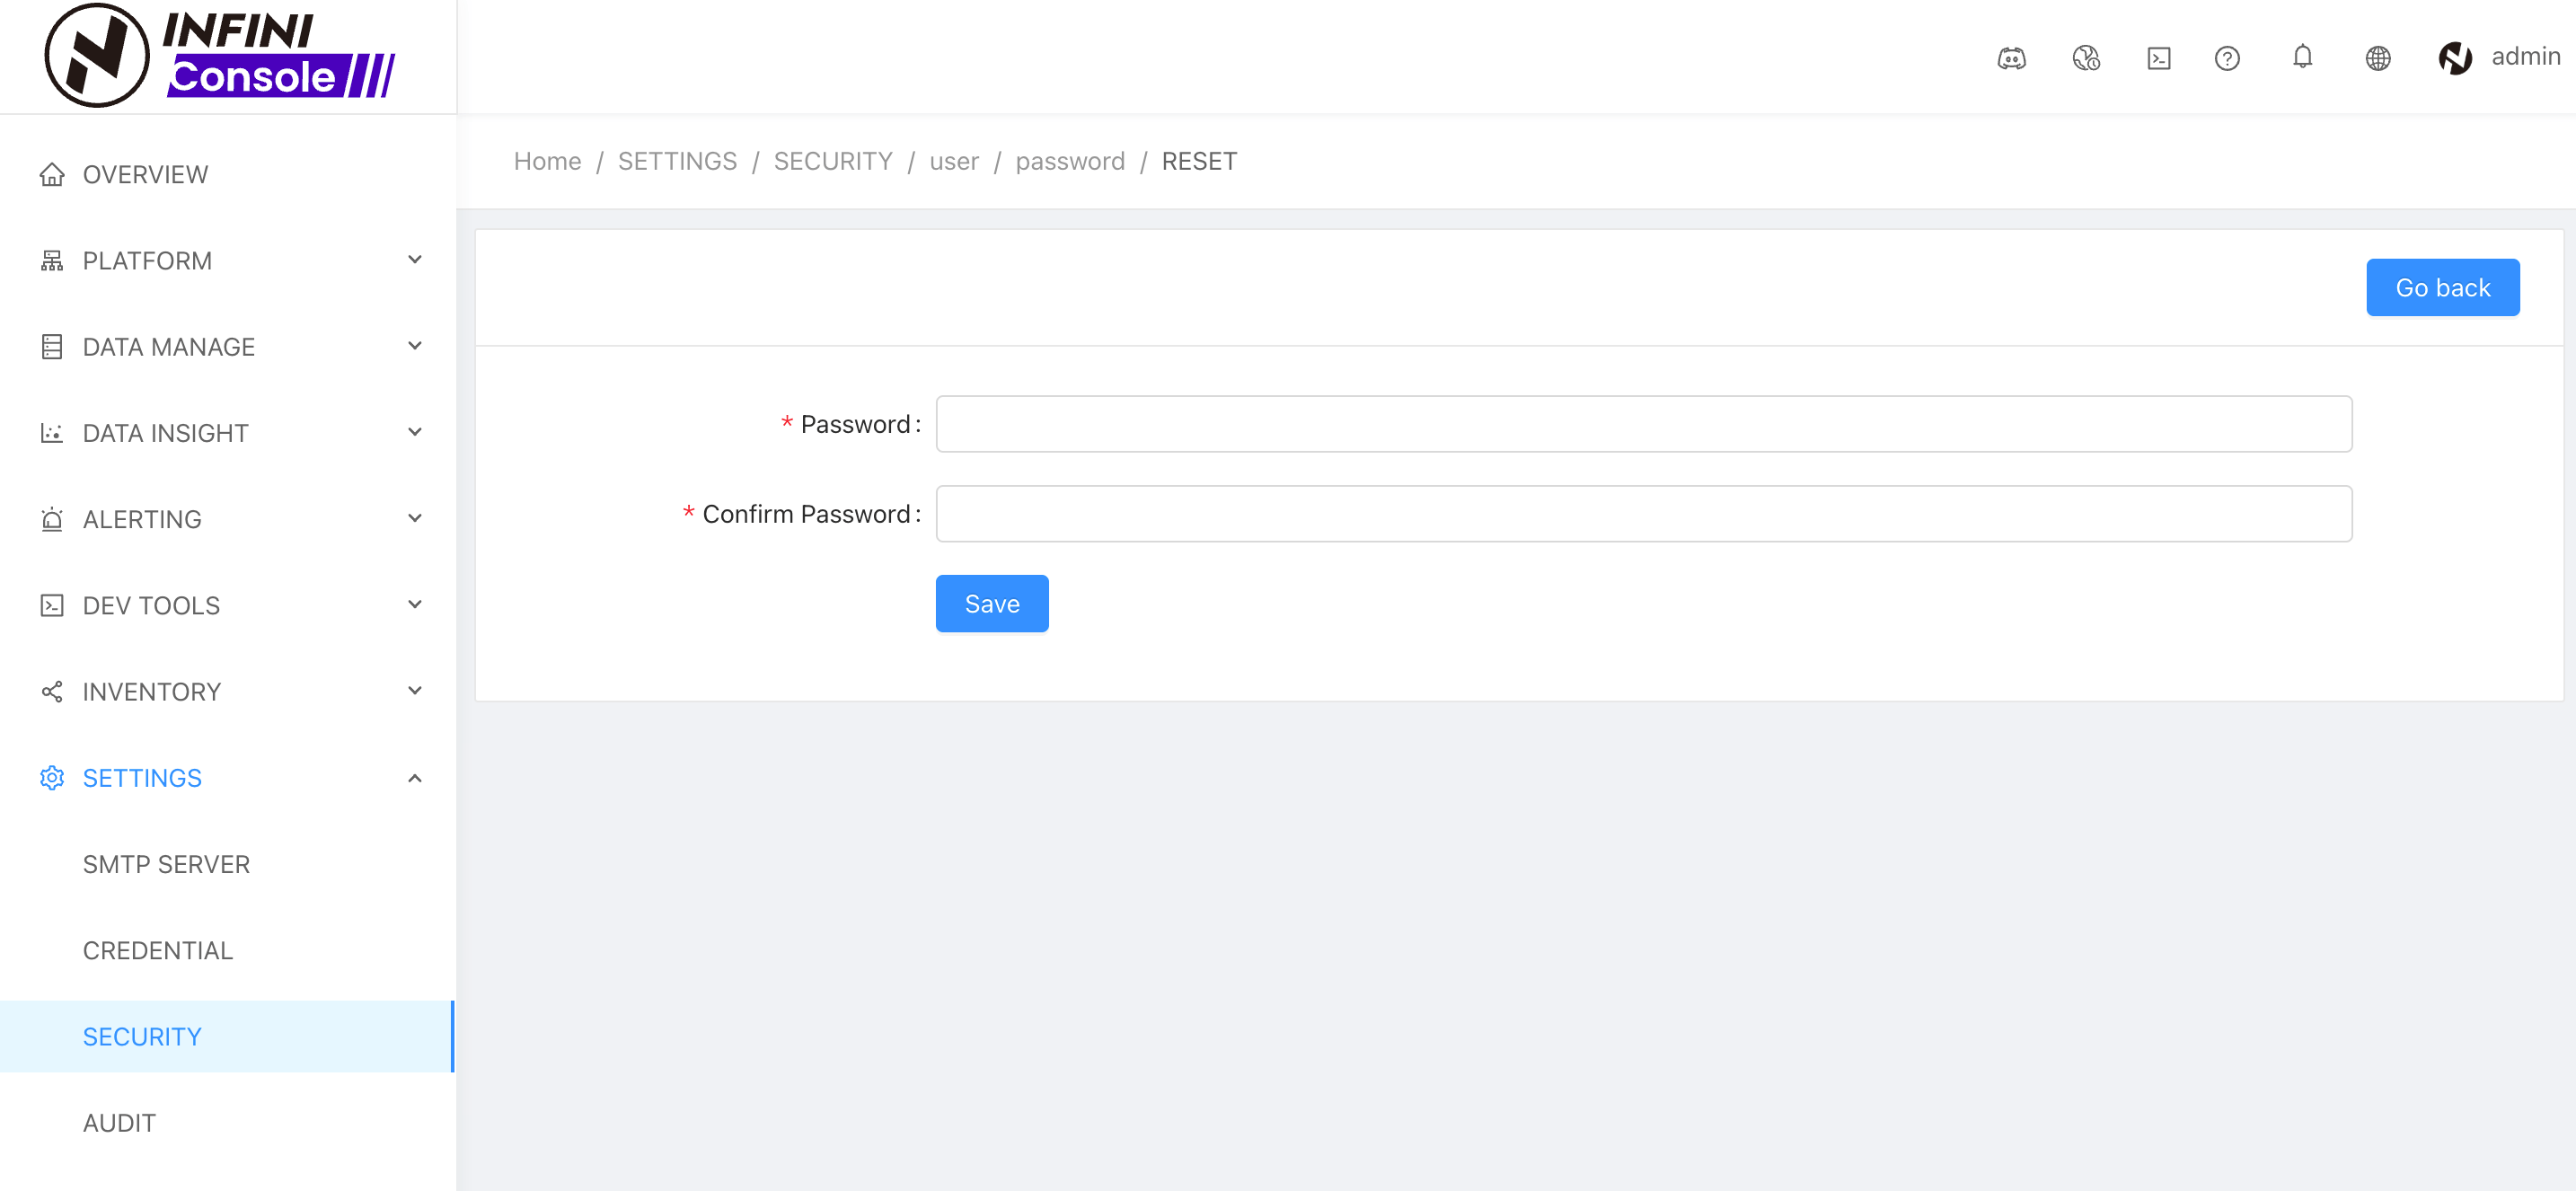 INFINI
Console
admin
Home / SETTINGS / SECURITY / user / password / RESET
OVERVIEW
PLATFORM
DATA MANAGE
DATA INSIGHT
ALERTING
DEV TOOLS
INVENTORY
SETTINGS
SMTP SERVER
CREDENTIAL
SECURITY
AUDIT
Go back
* Password:
* Confirm Password:
Save